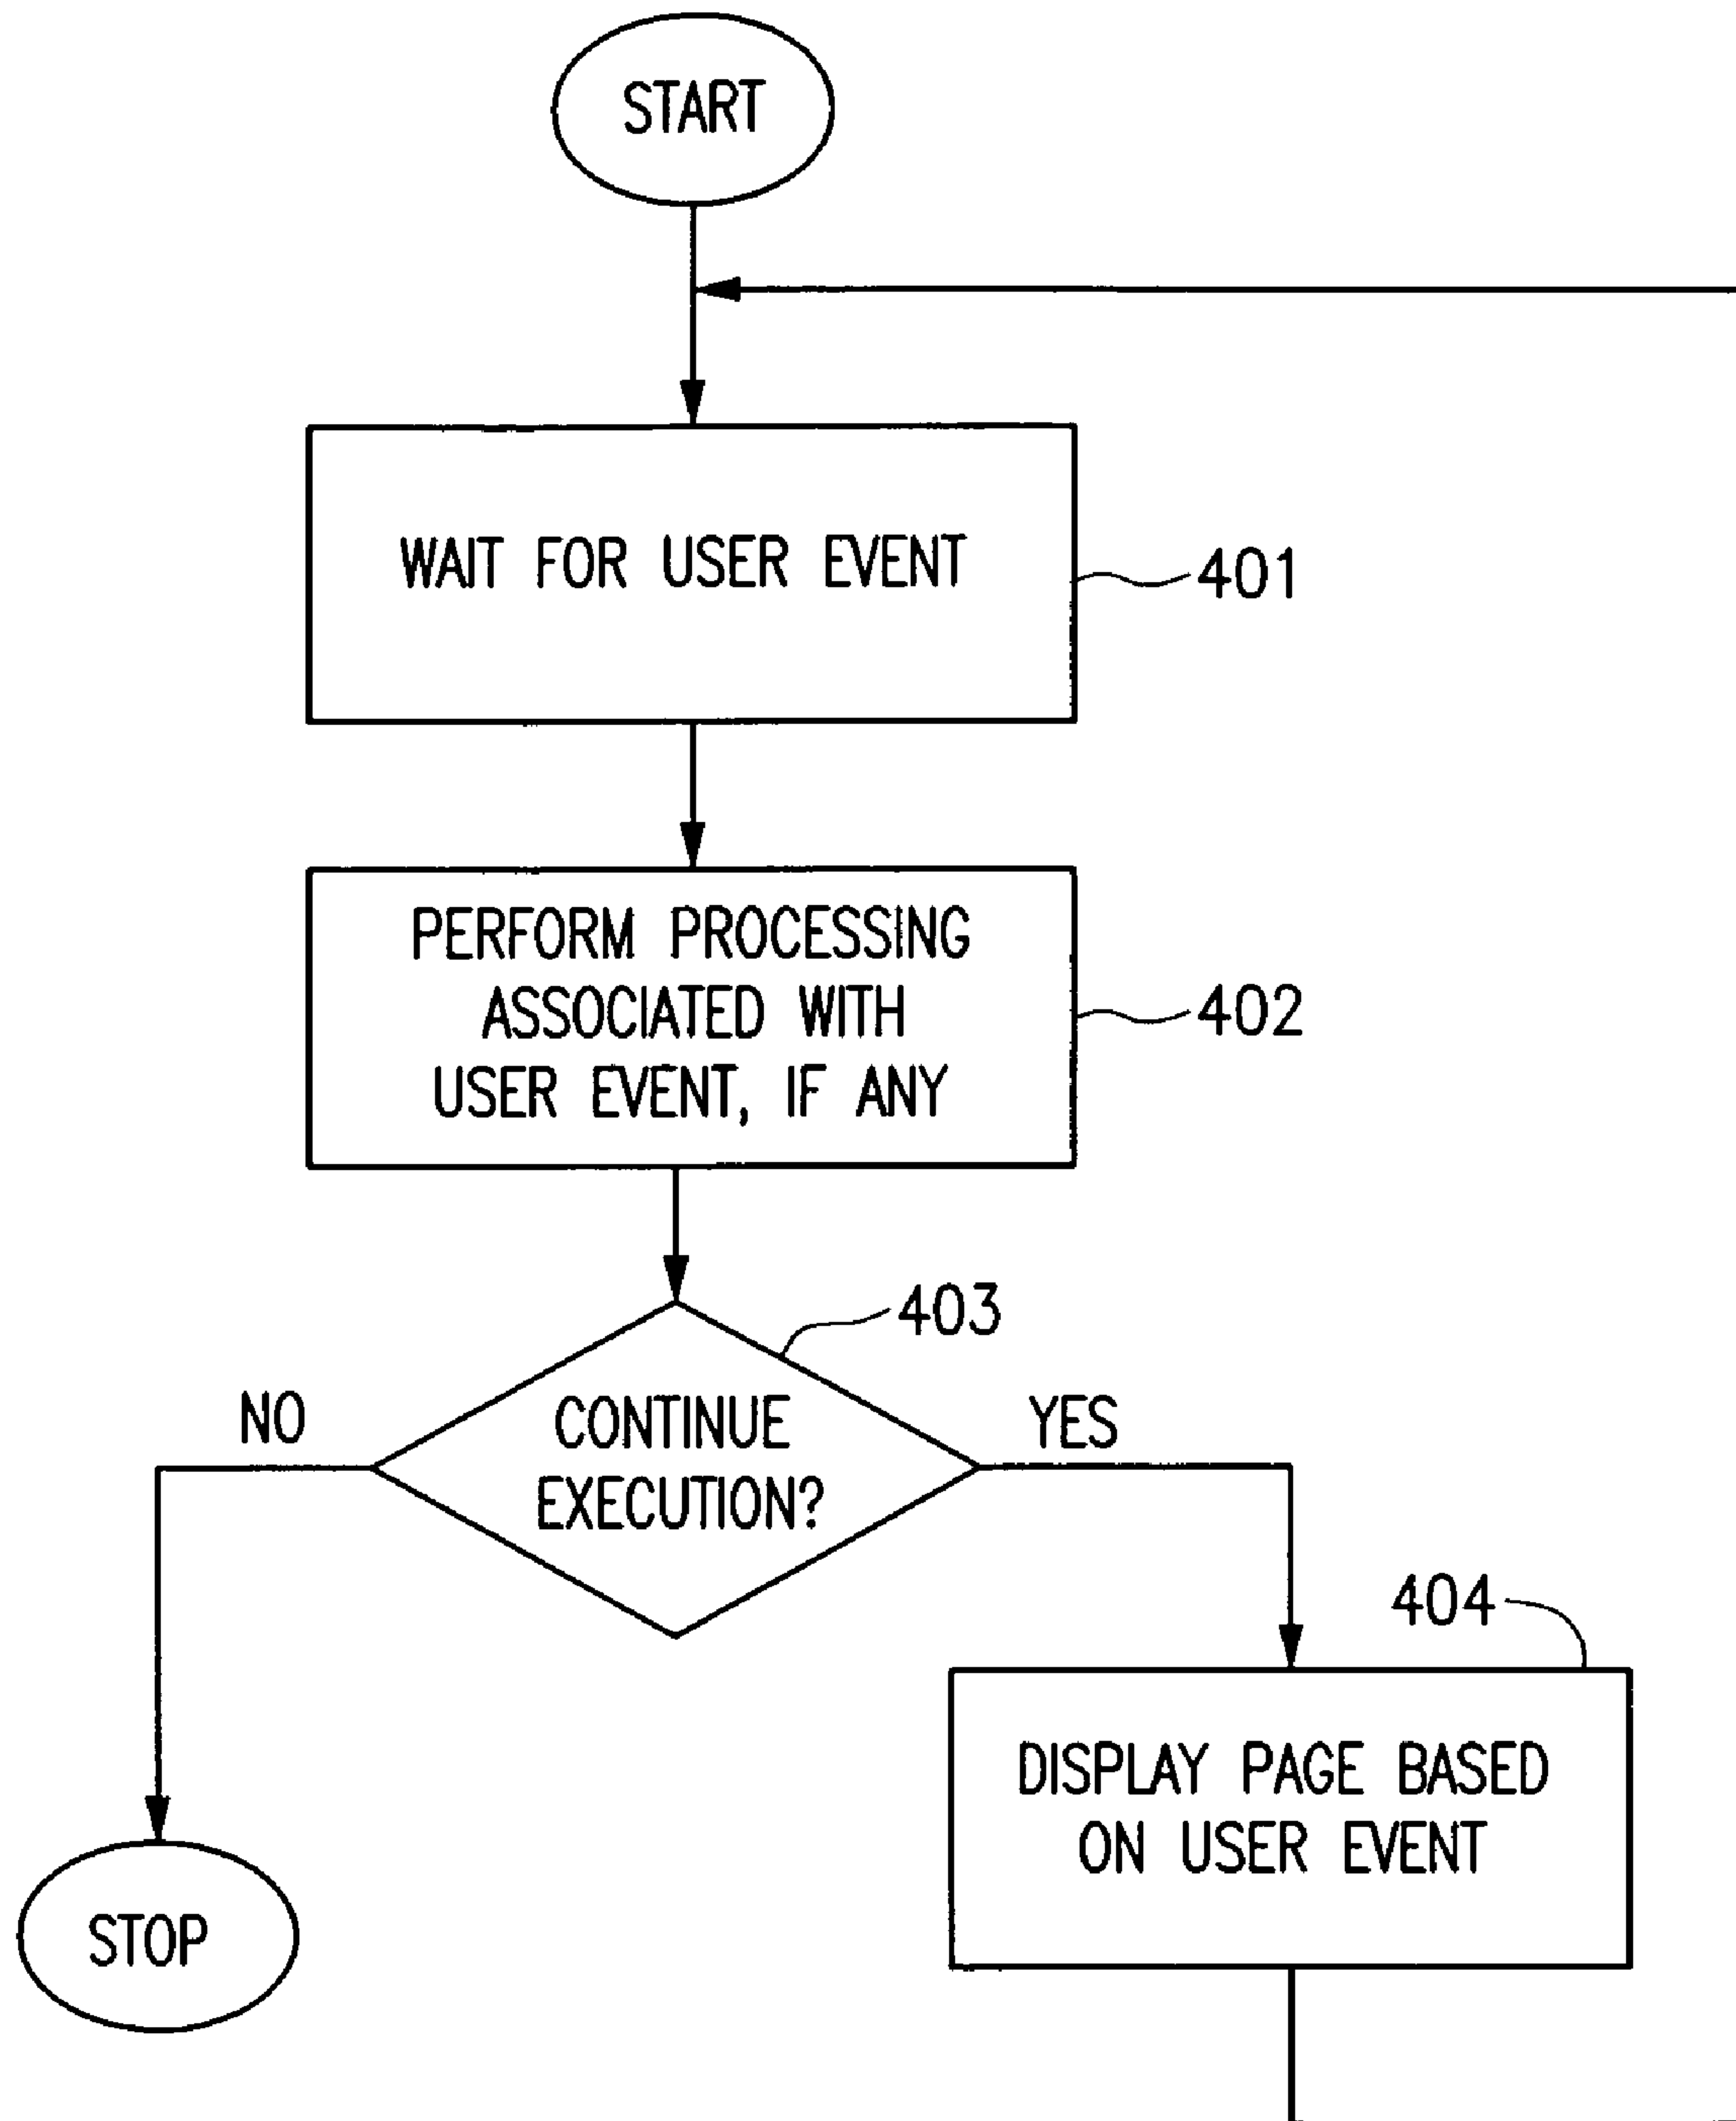 START
WAIT FOR USER EVENT
401
PERFORM PROCESSING
ASSOCIATED WITH
USER EVENT, IF ANY
402
403
NO
CONTINUE
EXECUTION?
YES
404
DISPLAY PAGE BASED
ON USER EVENT
STOP